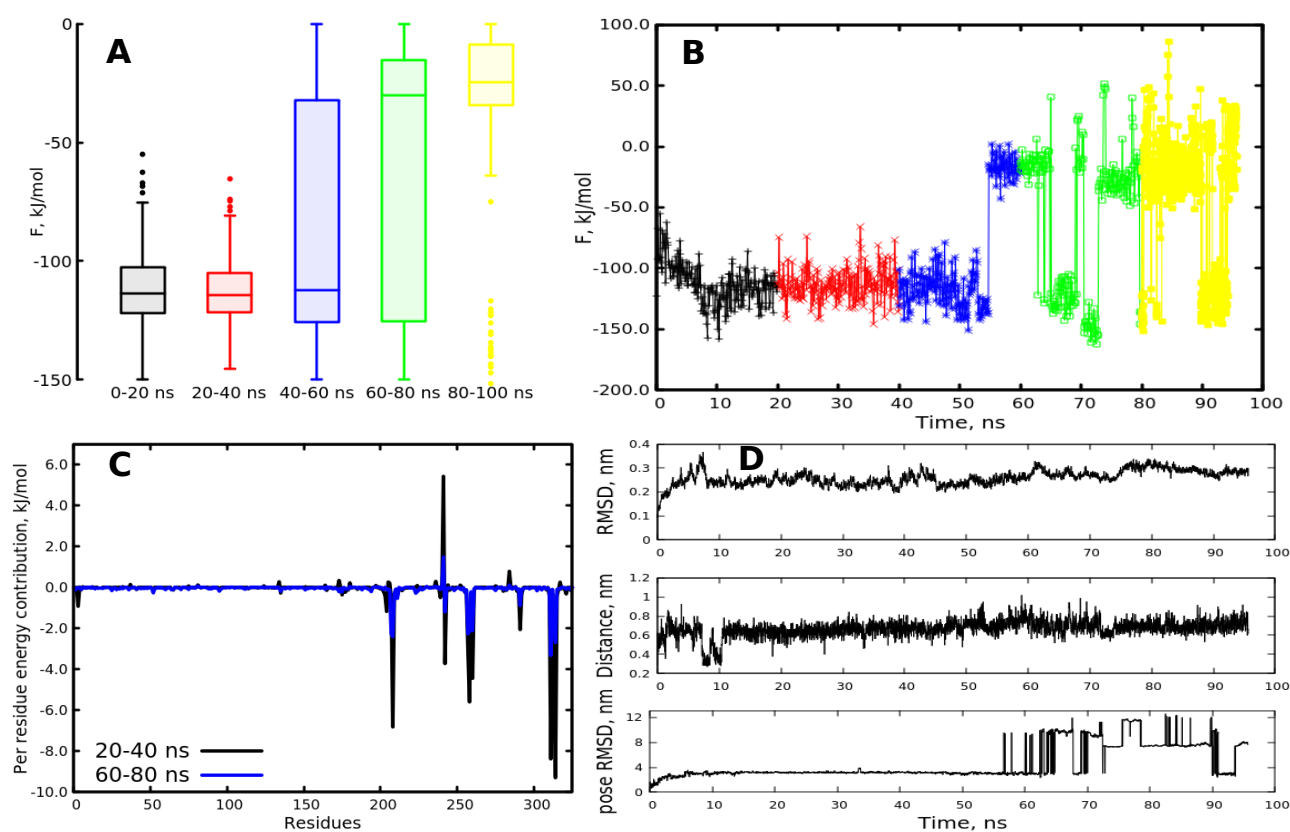 A
F, kJ/mol
0
-50
-100
-150
0-20 ns 20-40 ns 40-60 ns 60-80 ns 80-100 ns
B
F, kJ/mol
100.0
50.0
0.0
-50.0
-100.0
-150.0
-200.0
0 10 20 30 40 50 60 70 80 90 100
Time, ns
C
Per residue energy contribution, kJ/mol
6.0
4.0
2.0
0.0
-2.0
-4.0
-6.0
-8.0
-10.0
20-40 ns
60-80 ns
0 50 100 150 200 250 300
Residues
D
RMSD, nm
0.4
0.3
0.2
0.1
0
0 10 20 30 40 50 60 70 80 90 100
Distance, nm
1.2
1
0.8
0.6
0.4
0.2
0 10 20 30 40 50 60 70 80 90 100
pose RMSD, nm
12
8
4
0
0 10 20 30 40 50 60 70 80 90 100
Time, ns